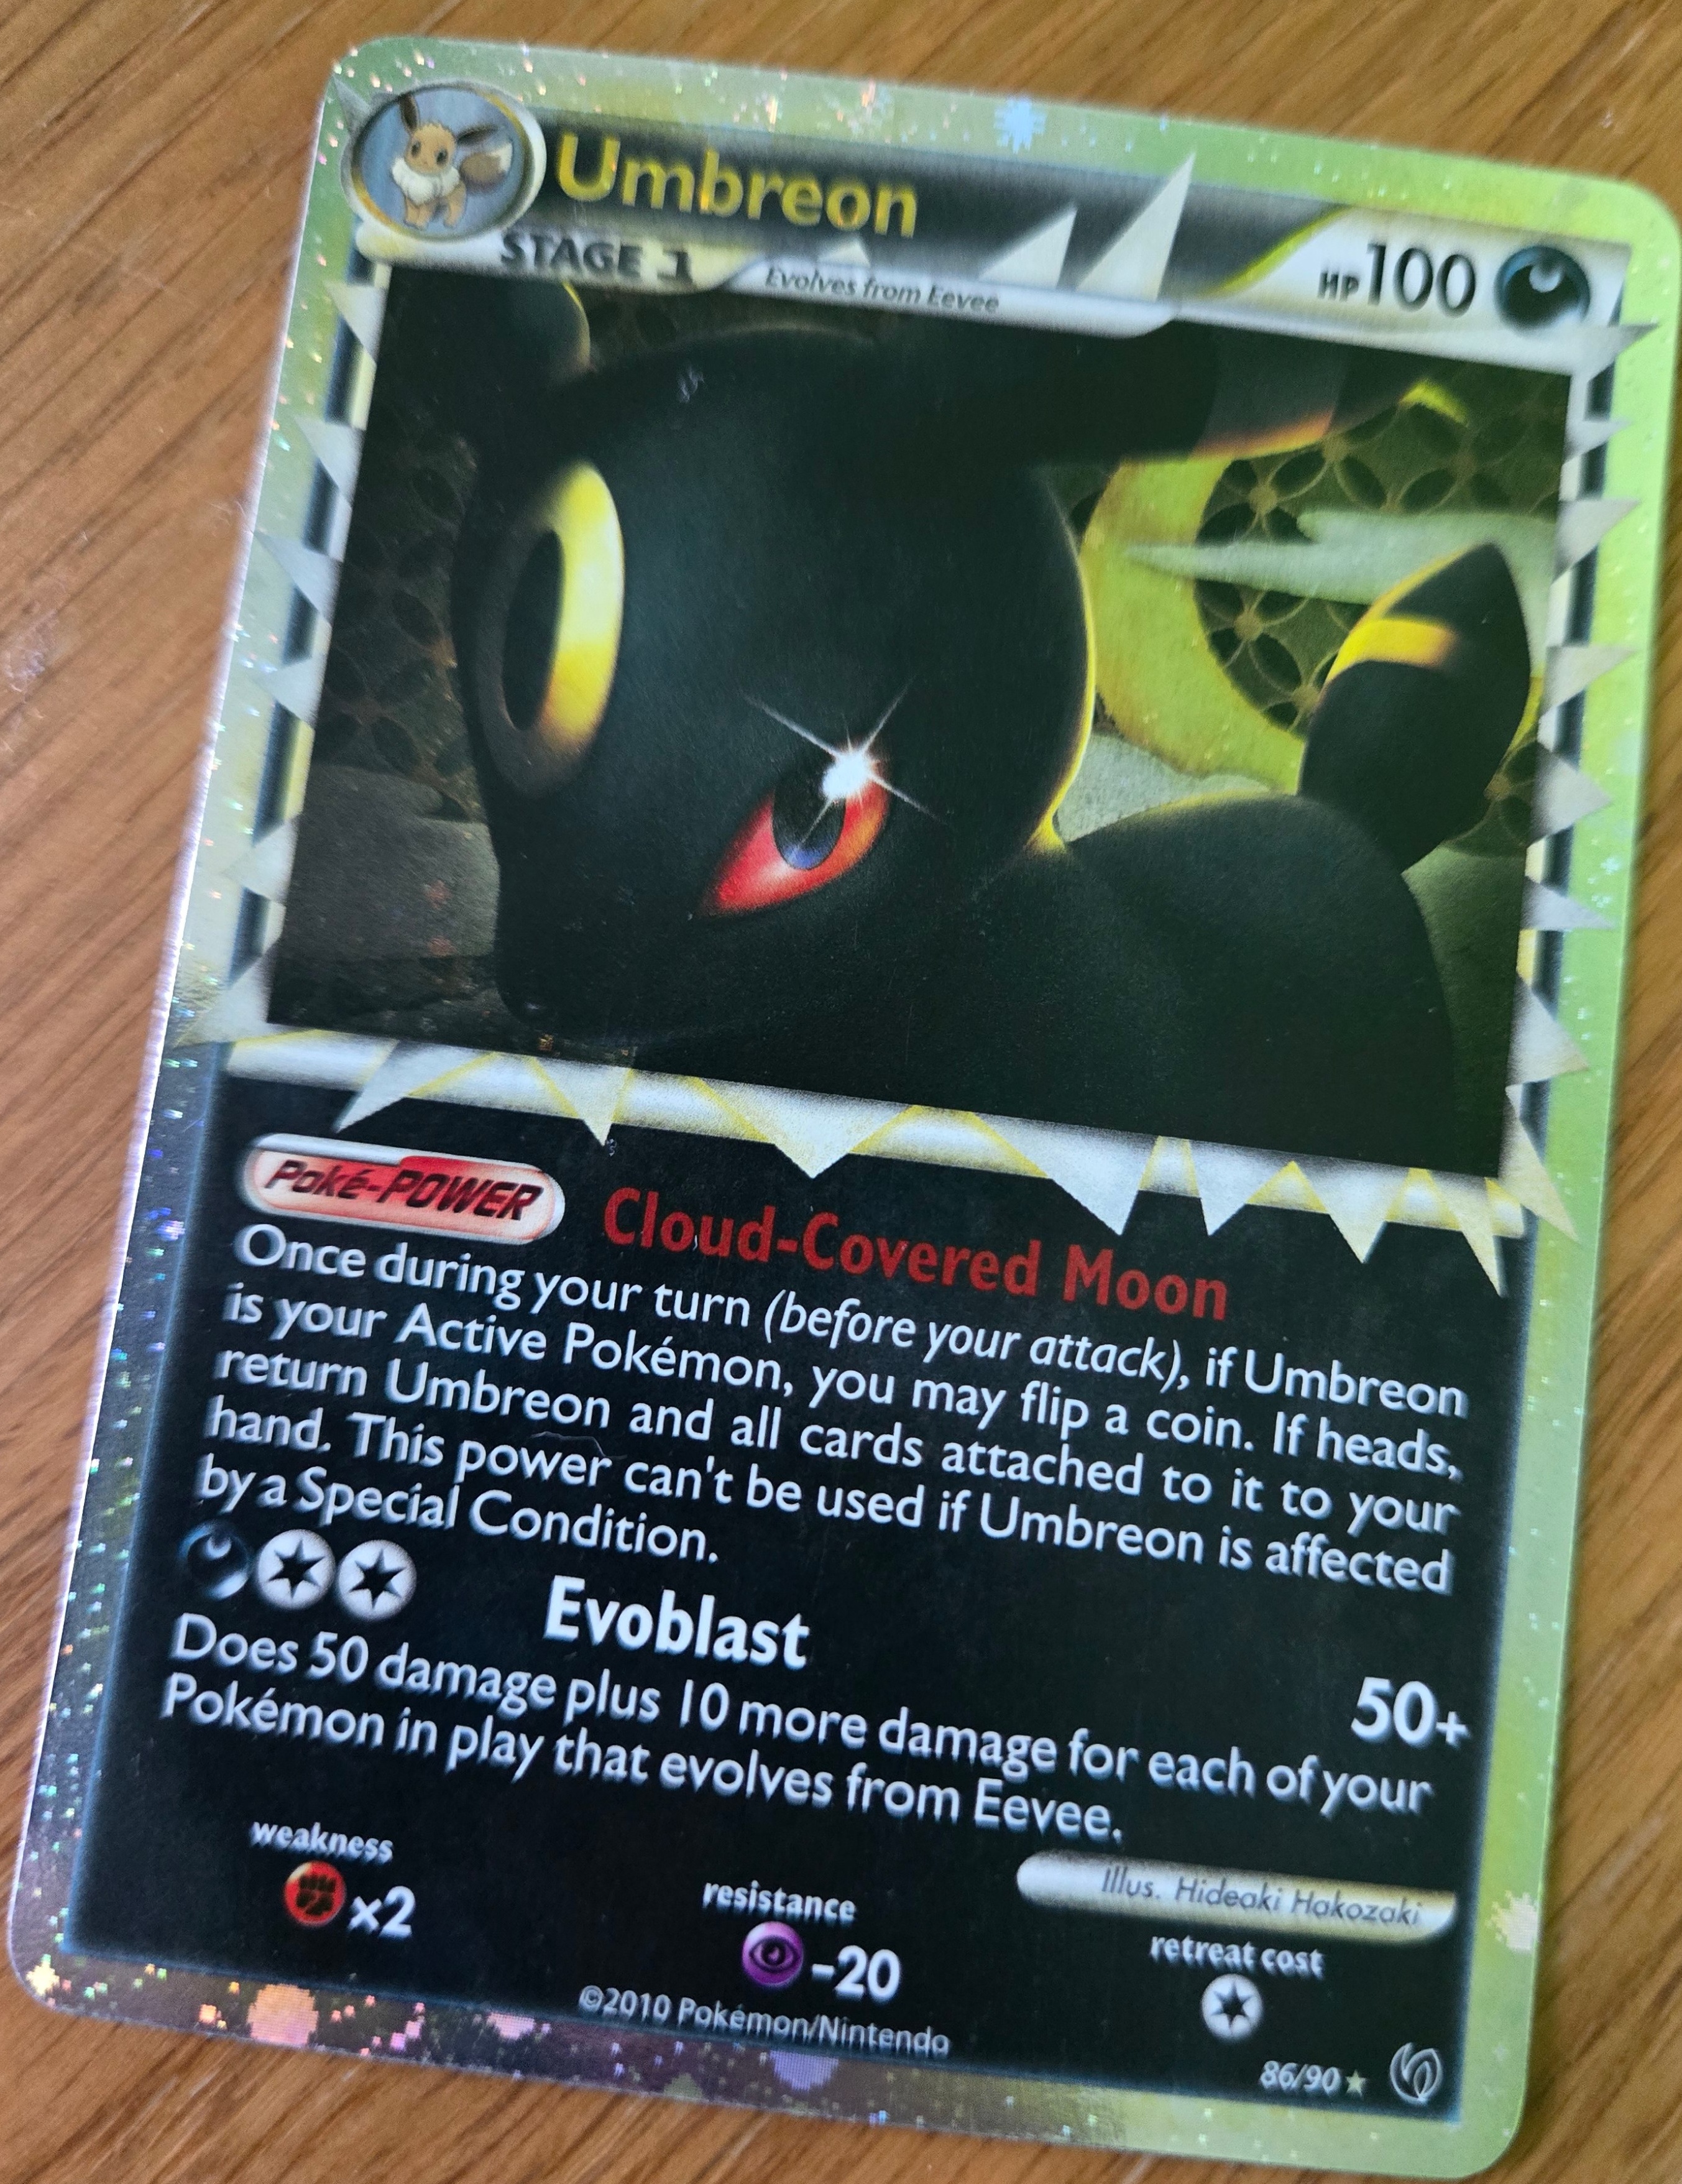 Umbreon
STAGE 1
Evolves from Eevee
HP100
Poké-POWER
Cloud-Covered Moon
Once during your turn (before your attack), if Umbreon
is your Active Pokémon, you may flip a coin. If heads,
return Umbreon and all cards attached to it to your
hand. This power can't be used if Umbreon is affected
by a Special Condition.
Evoblast
50+
Does 50 damage plus 10 more damage for each of your
Pokémon in play that evolves from Eevee.
Illus. Hideaki Hakozaki
weakness
x2
resistance
-20
retreat cost
©2010 Pokémon/Nintendo
86/90